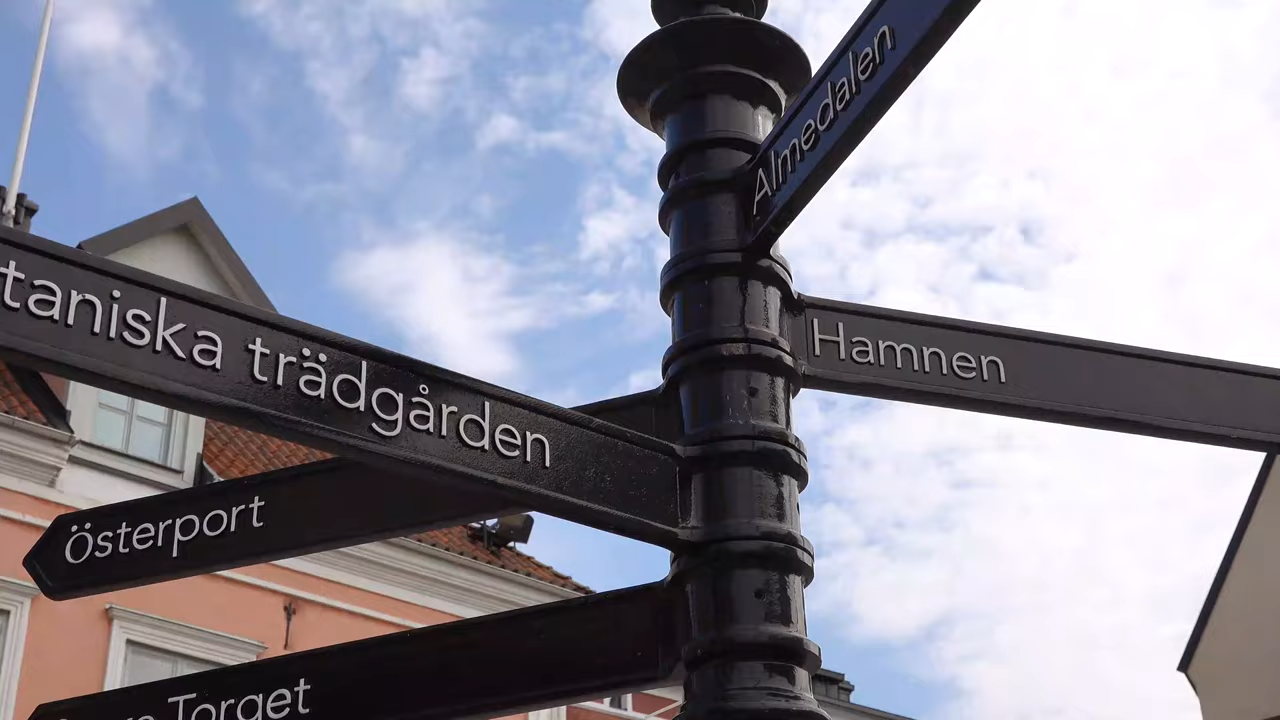 Almedalen
Hamnen
taniska trädgården
Österport
Torget